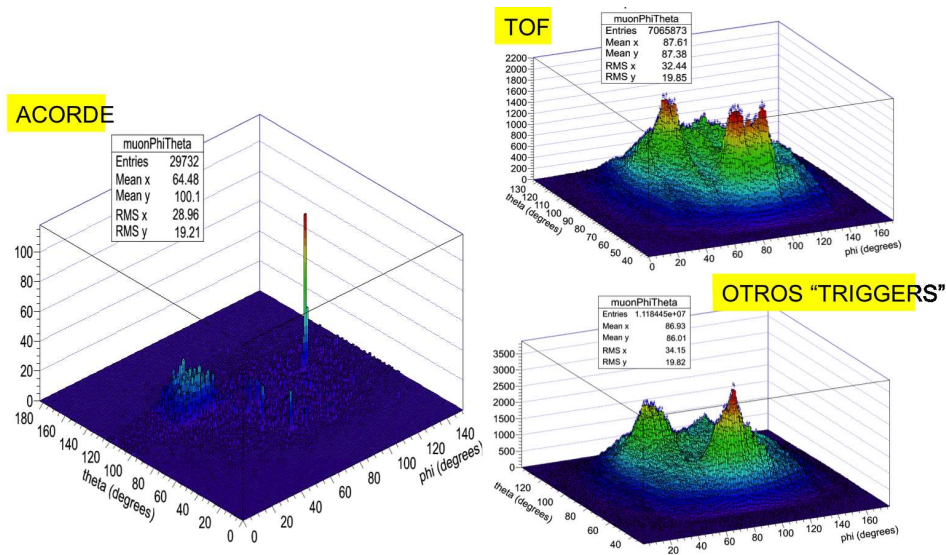 ACORDE
muonPhiTheta
Entries 29732
Mean x 64.48
Mean y 100.1
RMS x 28.96
RMS y 19.21
100
80
60
40
20
0
180
160
140
120
100
80
60
40
20
0
theta (degrees)
0
20
40
60
80
100
120
140
phi (degrees)
TOF
muonPhiTheta
Entries 7065873
Mean x 87.61
Mean y 87.38
RMS x 32.44
RMS y 19.85
2200
2000
1800
1600
1400
1200
1000
800
600
400
200
0
130
120
110
100
90
80
70
60
50
40
theta (degrees)
0
20
40
60
80
100
120
140
160
phi (degrees)
OTROS “TRIGGERS”
muonPhiTheta
Entries 1.118445e+07
Mean x 86.93
Mean y 86.01
RMS x 34.15
RMS y 19.82
3500
3000
2500
2000
1500
1000
500
0
120
100
80
60
40
theta (degrees)
20
40
60
80
100
120
140
160
phi (degrees)